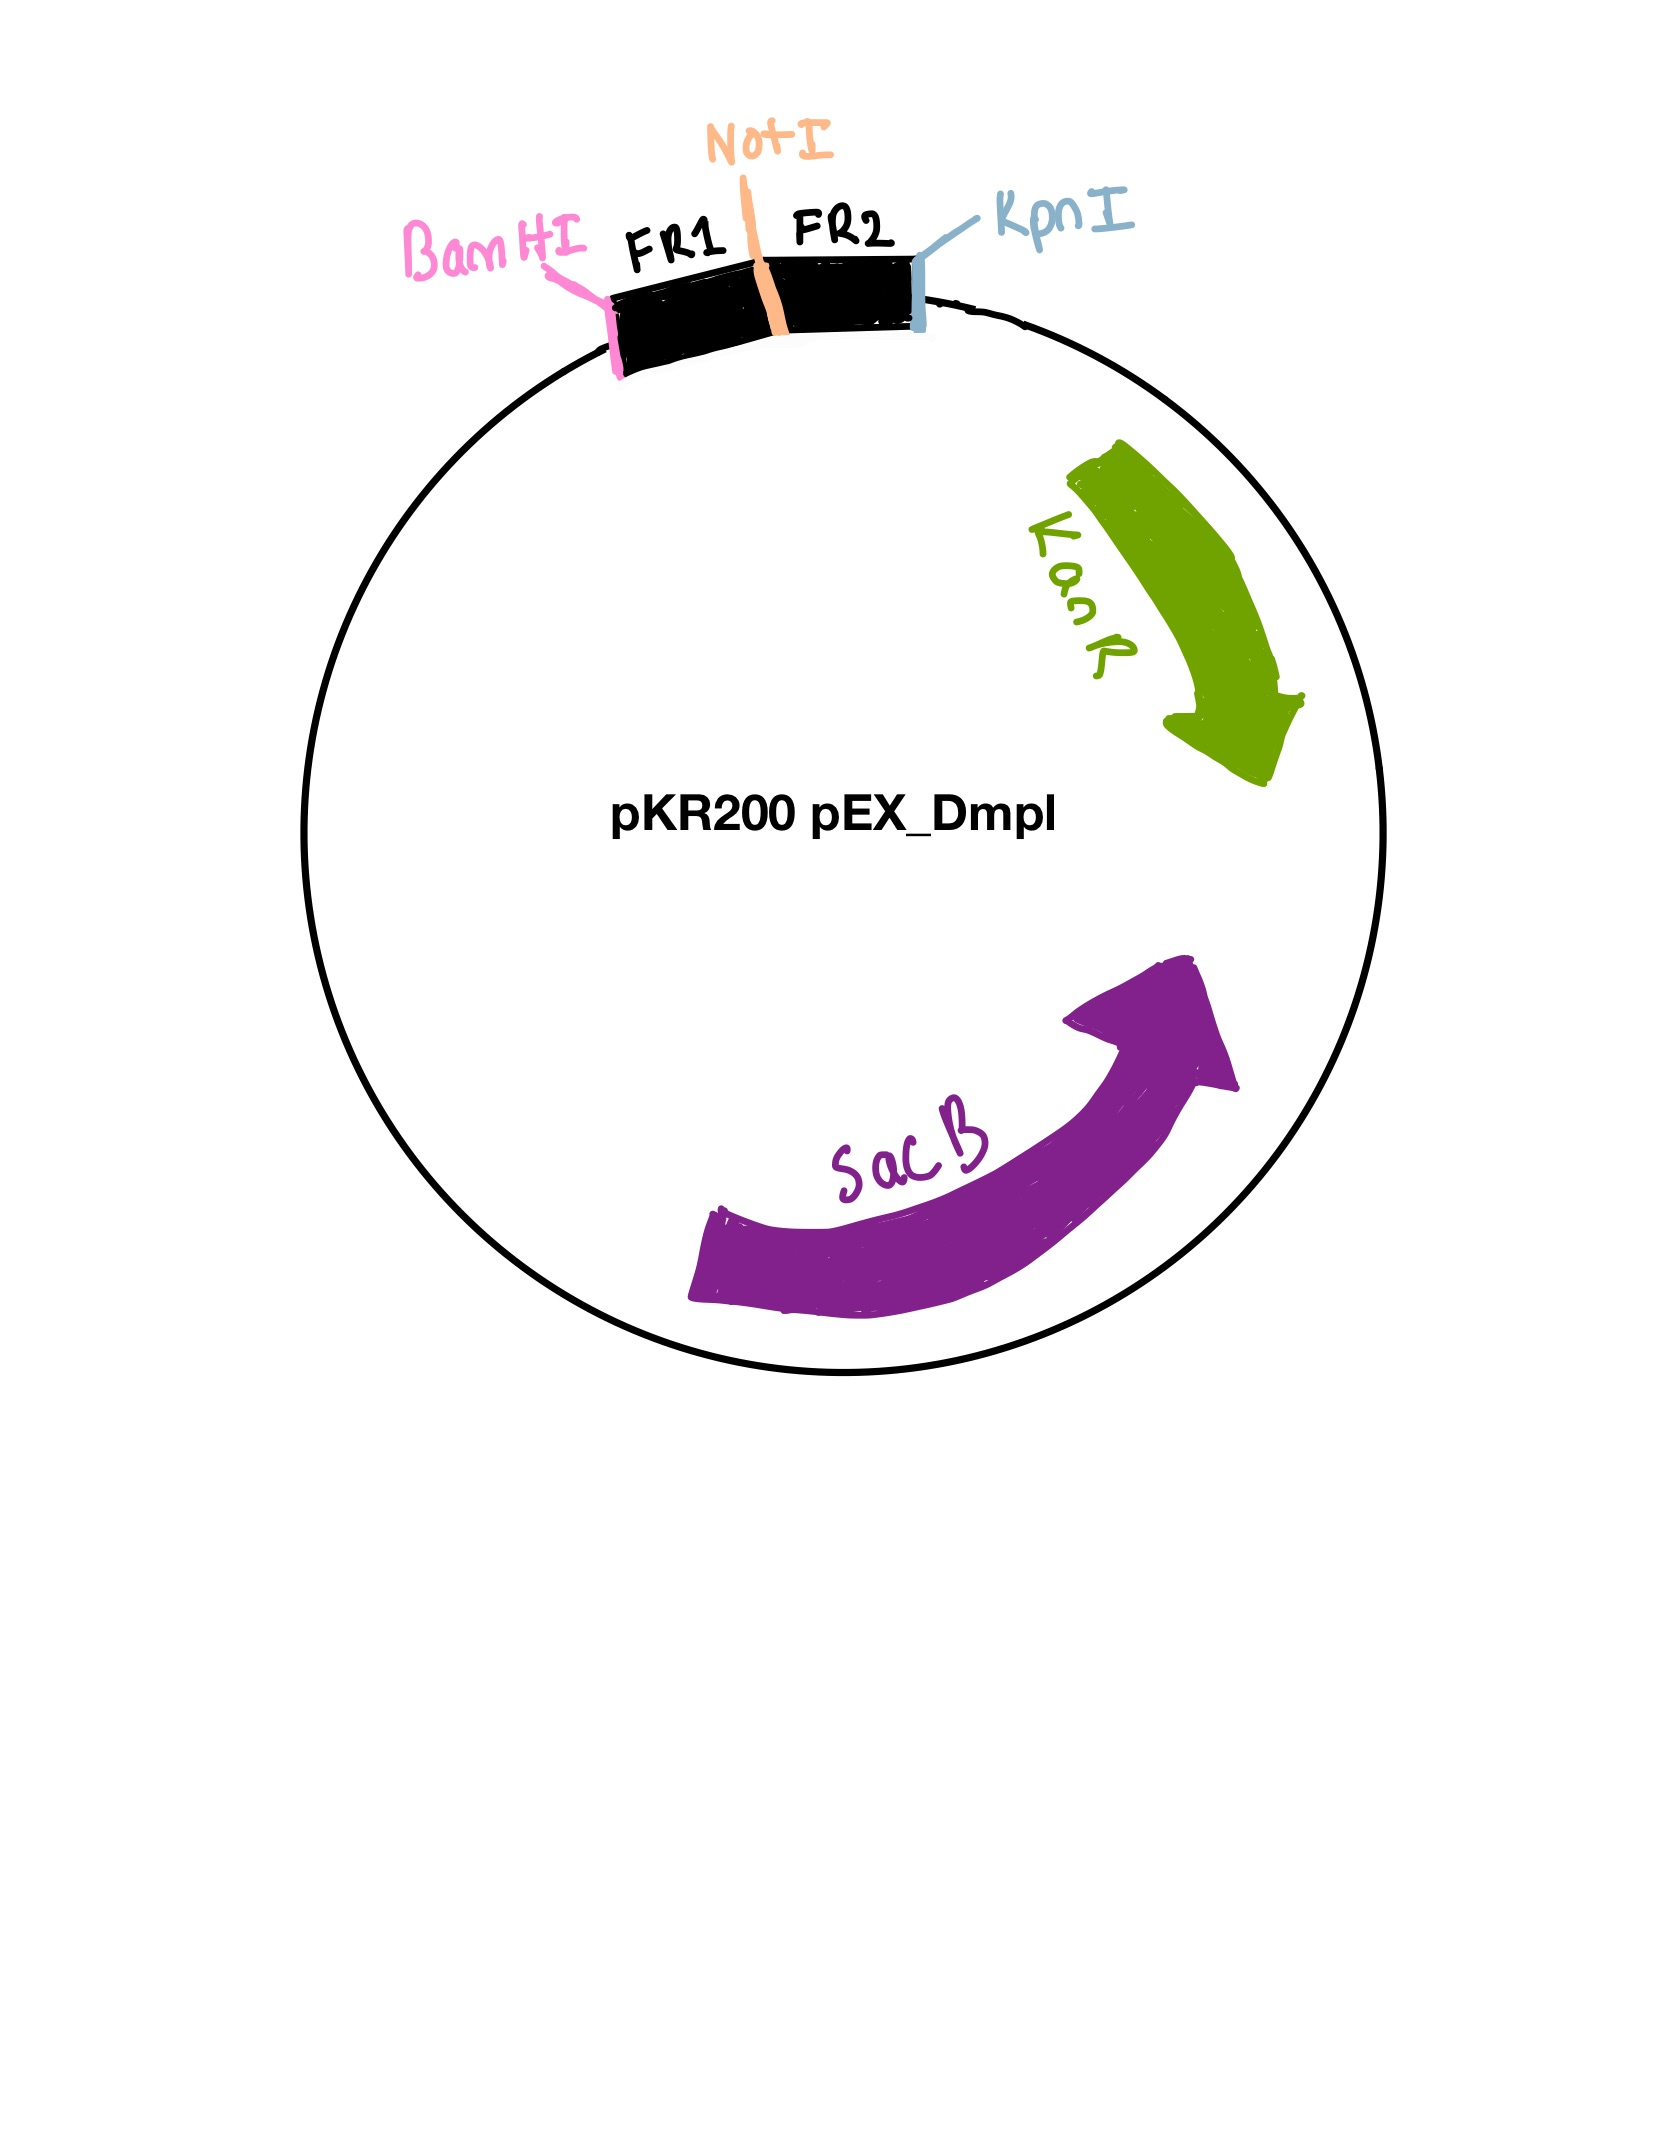 NotI
BamHI
FR1
FR2
KpnI
KanR
pKR200 pEX_Dmpl
SacB